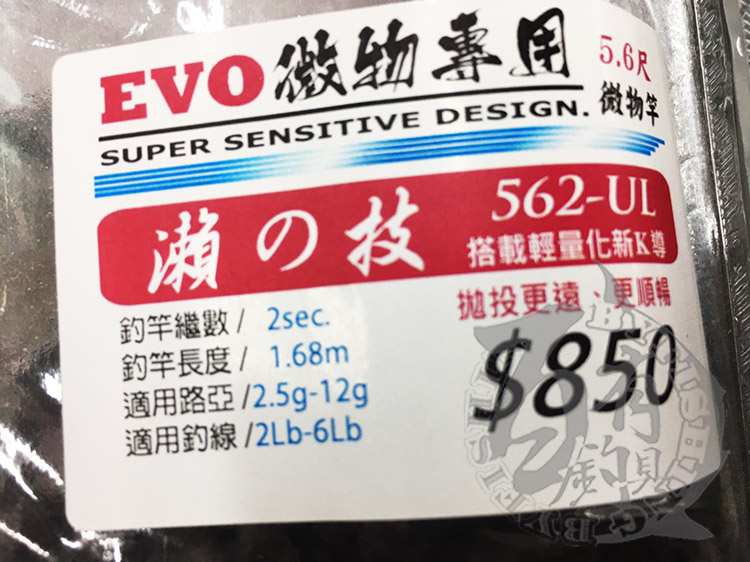 EVO微物專用
5.6尺
微物竿
SUPER SENSITIVE DESIGN.
瀨の技
562-UL
搭載輕量化新K導
拋投更遠、更順暢
釣竿繼數/ 2sec.
釣竿長度/ 1.68m
適用路亞/2.5g-12g
適用釣線/2Lb-6Lb
$850
釣具